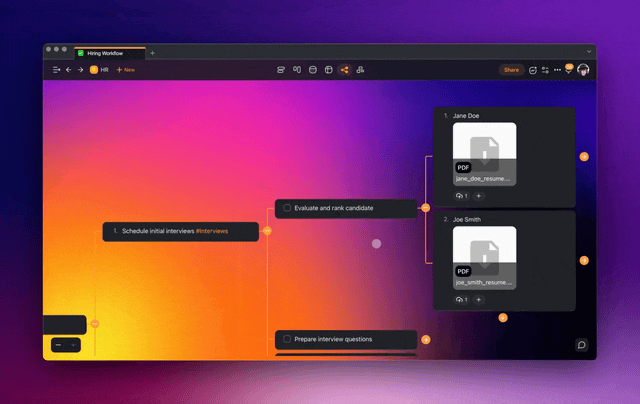 Hiring Workflow
HR
+ New
Share
1. Jane Doe
PDF
jane_doe_resume....
1
Evaluate and rank candidate
1. Schedule initial interviews #Interviews
2. Joe Smith
PDF
joe_smith_resume....
1
Prepare interview questions